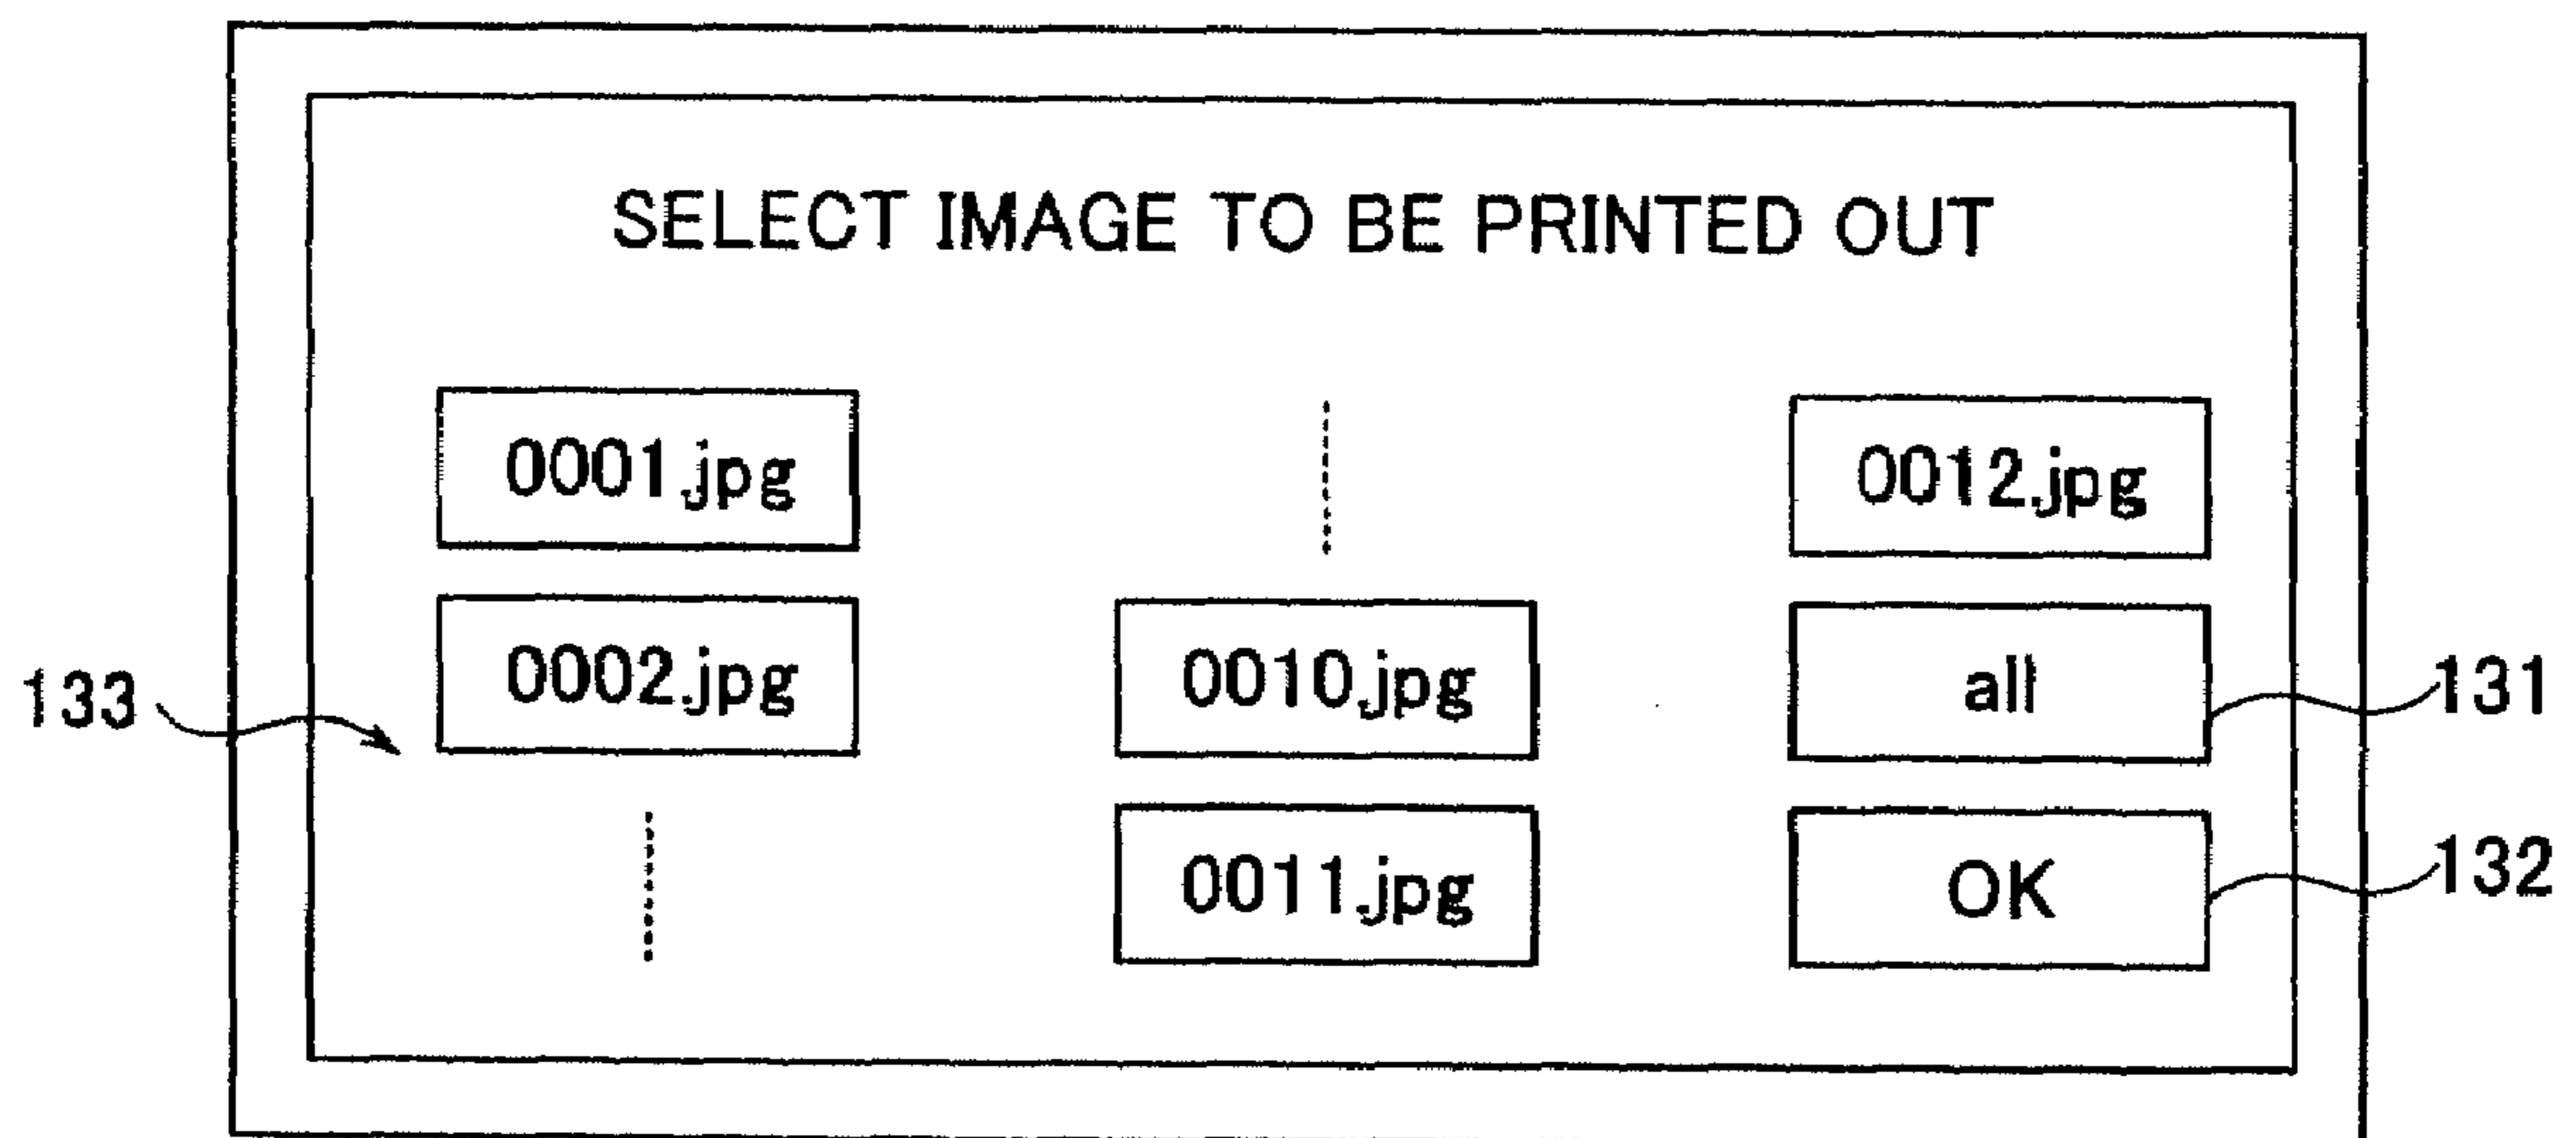 SELECT IMAGE TO BE PRINTED OUT
0001.jpg
0012.jpg
0002.jpg
0010.jpg
all
133
131
0011.jpg
OK
132